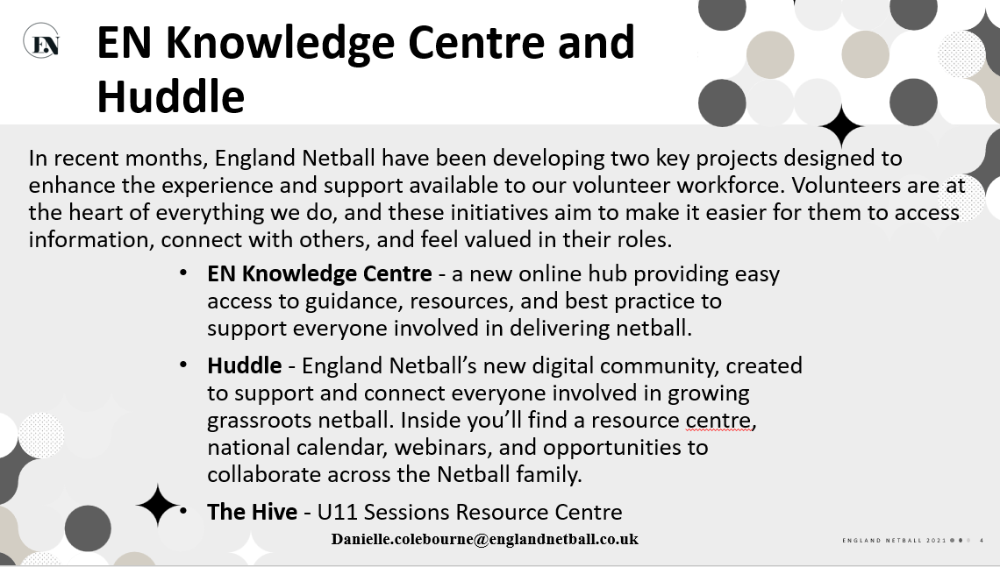 EN
EN Knowledge Centre and
Huddle
In recent months, England Netball have been developing two key projects designed to
enhance the experience and support available to our volunteer workforce. Volunteers are at
the heart of everything we do, and these initiatives aim to make it easier for them to access
information, connect with others, and feel valued in their roles.
• EN Knowledge Centre - a new online hub providing easy
access to guidance, resources, and best practice to
support everyone involved in delivering netball.
• Huddle - England Netball’s new digital community, created
to support and connect everyone involved in growing
grassroots netball. Inside you’ll find a resource centre,
national calendar, webinars, and opportunities to
collaborate across the Netball family.
• The Hive - U11 Sessions Resource Centre
Danielle.colebourne@englandnetball.co.uk
ENGLAND NETBALL 2021 4